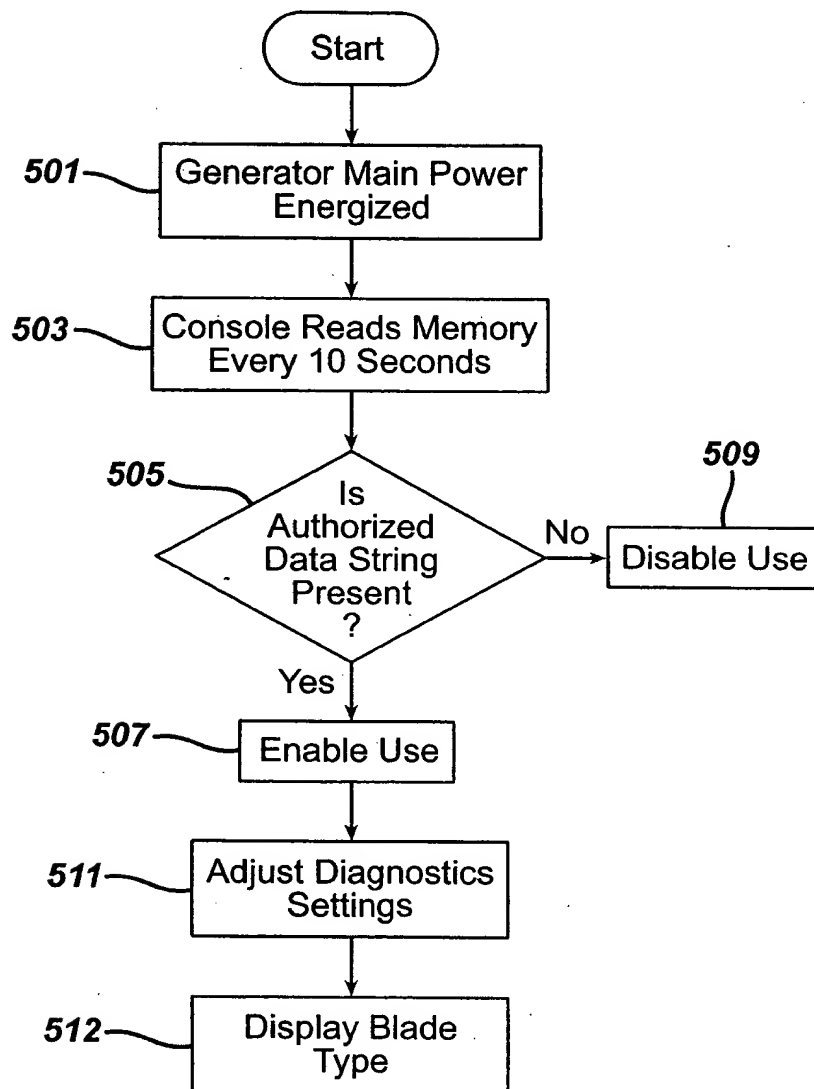 Start
501
Generator Main Power
Energized
503
Console Reads Memory
Every 10 Seconds
505
Is
Authorized
Data String
Present
?
No
509
Disable Use
Yes
507
Enable Use
511
Adjust Diagnostics
Settings
512
Display Blade
Type